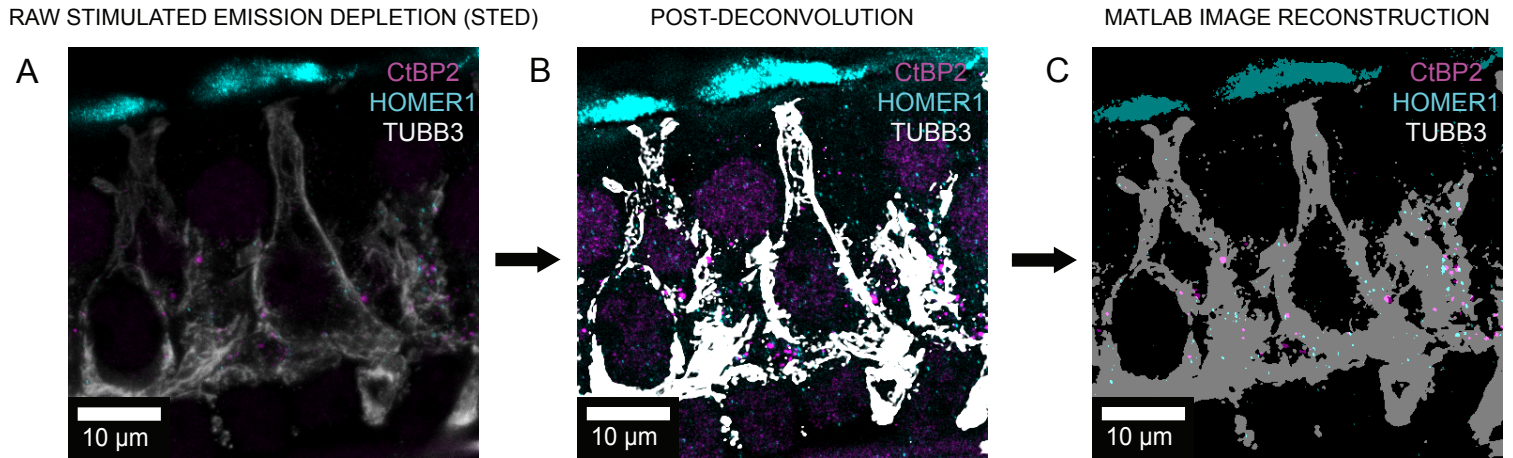 RAW STIMULATED EMISSION DEPLETION (STED)
POST-DECONVOLUTION
MATLAB IMAGE RECONSTRUCTION
A
CtBP2
HOMER1
TUBB3
10 µm
B
CtBP2
HOMER1
TUBB3
10 µm
C
CtBP2
HOMER1
TUBB3
10 µm